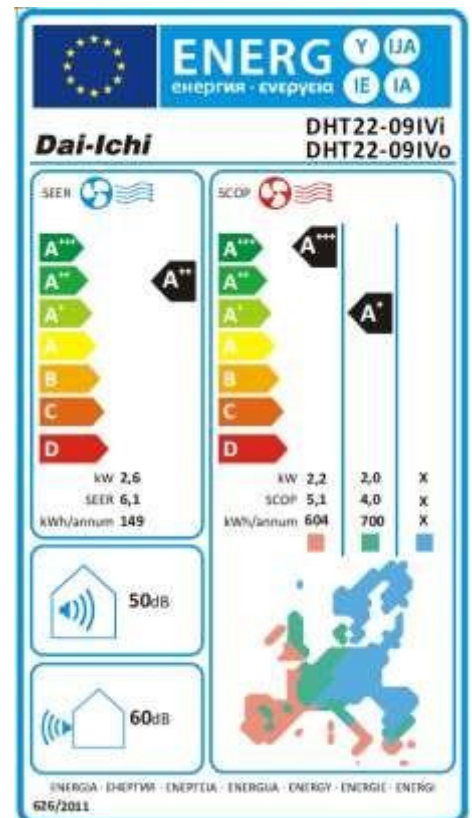 ENERG
енергия · ενεργεια
Y IJA
IE IA
Dai-Ichi
DHT22-09IVi
DHT22-09IVo
SEER
A+++
A++
A+
A
B
C
D
A++
kW 2,6
SEER 6,1
kWh/annum 149
SCOP
A+++
A++
A+
A
B
C
D
A+++
A+
kW 2,2 2,0 X
SCOP 5,1 4,0 X
kWh/annum 604 700 X
50dB
60dB
ENERGIA · ЕНЕРГИЯ · ΕΝΕΡΓΕΙΑ · ENERGIJA · ENERGY · ENERGIE · ENERGI
626/2011